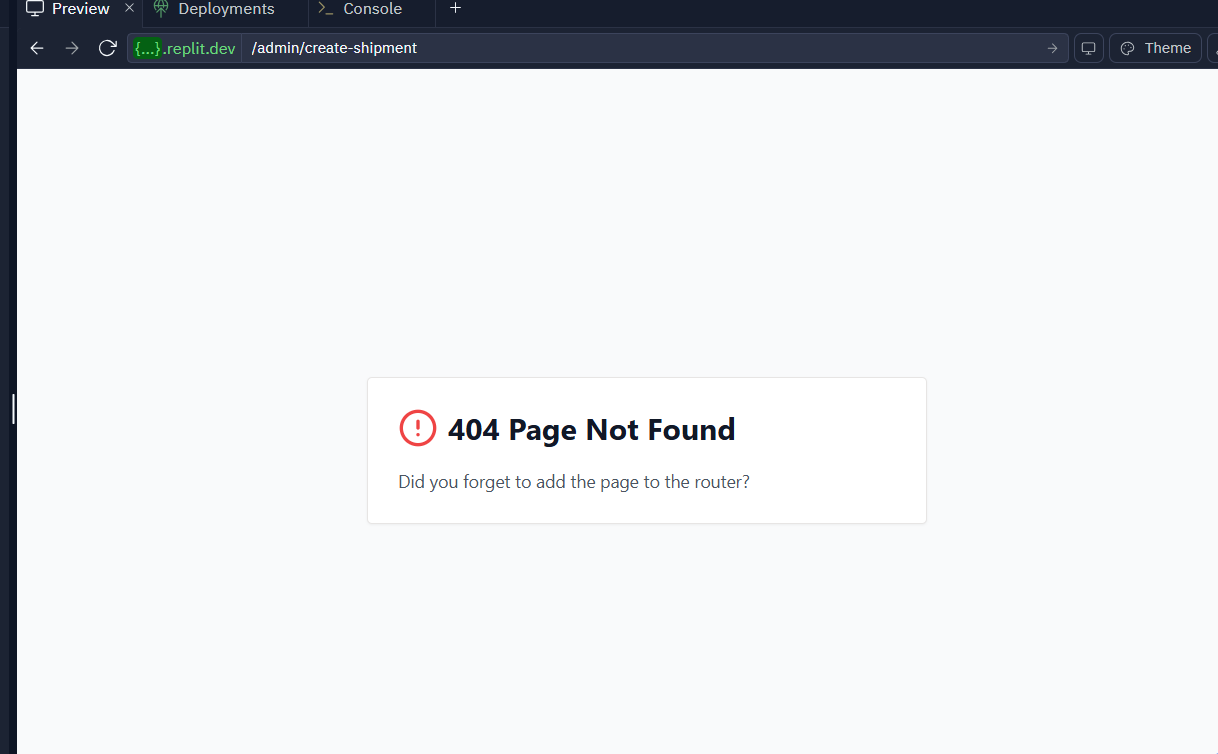 Preview
Deployments
Console
{...}.replit.dev
/admin/create-shipment
Theme
404 Page Not Found
Did you forget to add the page to the router?